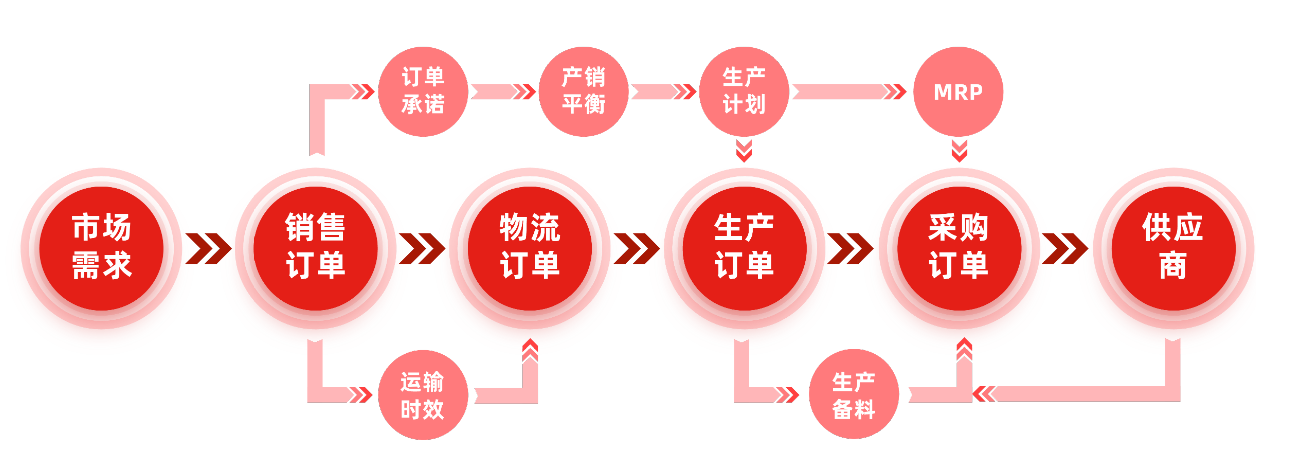 订单
承诺
产销
平衡
生产
计划
MRP
市场
需求
销售
订单
物流
订单
生产
订单
采购
订单
供应
商
运输
时效
生产
备料